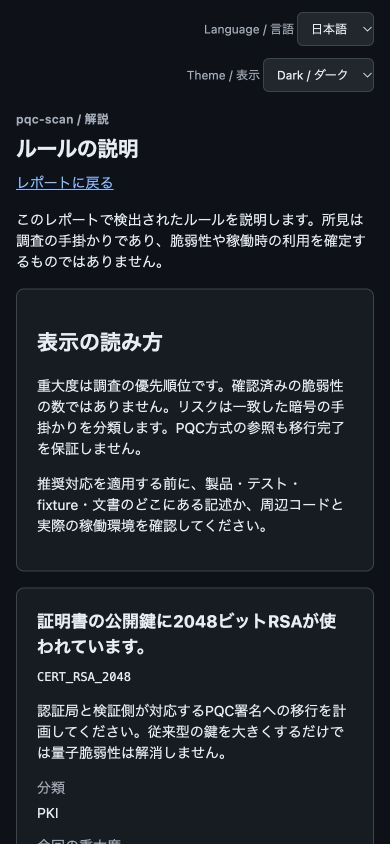 Language / 言語 日本語
Theme / 表示 Dark / ダーク
pqc-scan / 解説
ルールの説明
レポートに戻る
このレポートで検出されたルールを説明します。所見は
調査の手掛かりであり、脆弱性や稼働時の利用を確定す
るものではありません。
表示の読み方
重大度は調査の優先順位です。確認済みの脆弱性
の数ではありません。リスクは一致した暗号の手
掛かりを分類します。PQC方式の参照も移行完了
を保証しません。
推奨対応を適用する前に、製品・テスト・
fixture・文書のどこにある記述か、周辺コードと
実際の稼働環境を確認してください。
証明書の公開鍵に2048ビットRSAが使
われています。
CERT_RSA_2048
認証局と検証側が対応するPQC署名への移行を計
画してください。従来型の鍵を大きくするだけで
は量子脆弱性は解消しません。
分類
PKI
今回の重大度